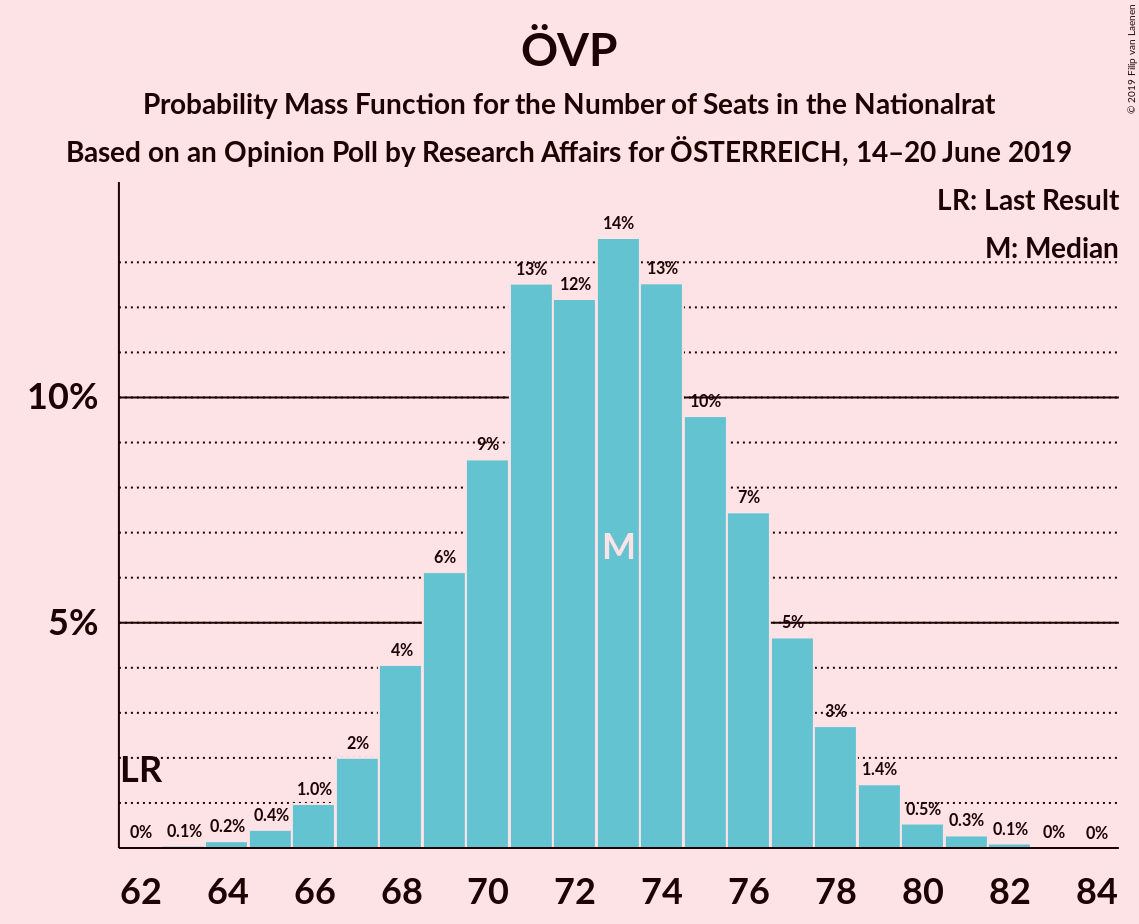 ÖVP
Probability Mass Function for the Number of Seats in the Nationalrat
Based on an Opinion Poll by Research Affairs for ÖSTERREICH, 14–20 June 2019
© 2019 Filip van Laenen
LR: Last Result
M: Median
10%
5%
0%
0.1%
0.2%
0.4%
1.0%
2%
4%
6%
9%
13%
12%
14%
13%
10%
7%
5%
3%
1.4%
0.5%
0.3%
0.1%
0%
0%
LR
M
62 64 66 68 70 72 74 76 78 80 82 84